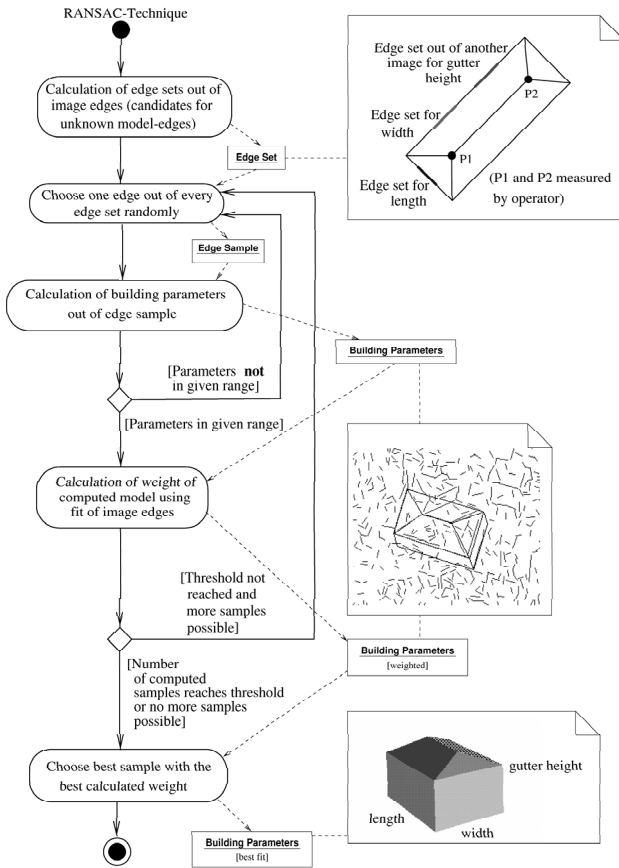 RANSAC-Technique
Calculation of edge sets out of
image edges (candidates for
unknown model-edges)
Edge Set
Edge set out of another
image for gutter
height
P2
Edge set for
width
P1
Edge set for
length
(P1 and P2 measured
by operator)
Choose one edge out of every
edge set randomly
Edge Sample
Calculation of building parameters
out of edge sample
Building Parameters
[Parameters not
in given range]
[Parameters in given range]
Calculation of weight of
computed model using
fit of image edges
[Threshold not
reached and
more samples
possible]
Building Parameters
[weighted]
[Number
of computed
samples reaches threshold
or no more samples
possible]
Choose best sample with the
best calculated weight
gutter height
length
width
Building Parameters
[best fit]